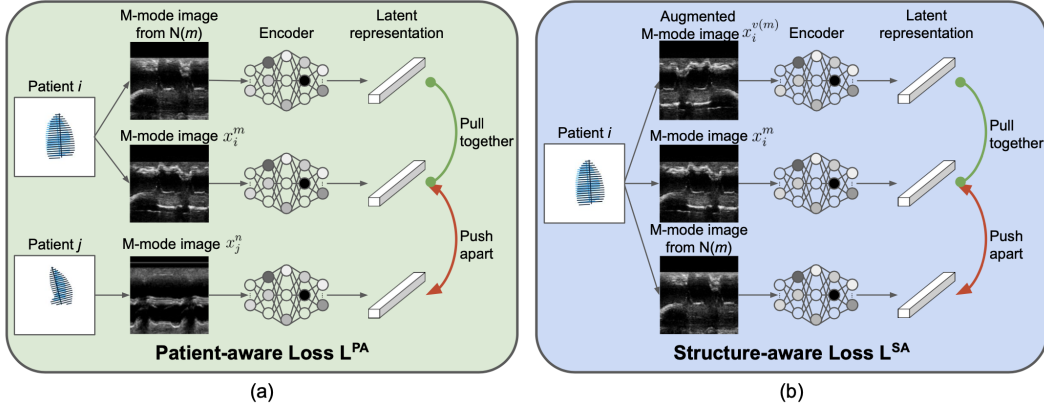 M-mode image
from N(m)
Encoder
Latent
representation
Patient i
M-mode image x_i^m
Pull
together
Patient j
M-mode image x_j^n
Push
apart
Patient-aware Loss L^PA
(a)
Augmented
M-mode image x_i^{v(m)}
Encoder
Latent
representation
Patient i
M-mode image x_i^m
Pull
together
M-mode image
from N(m)
Push
apart
Structure-aware Loss L^SA
(b)